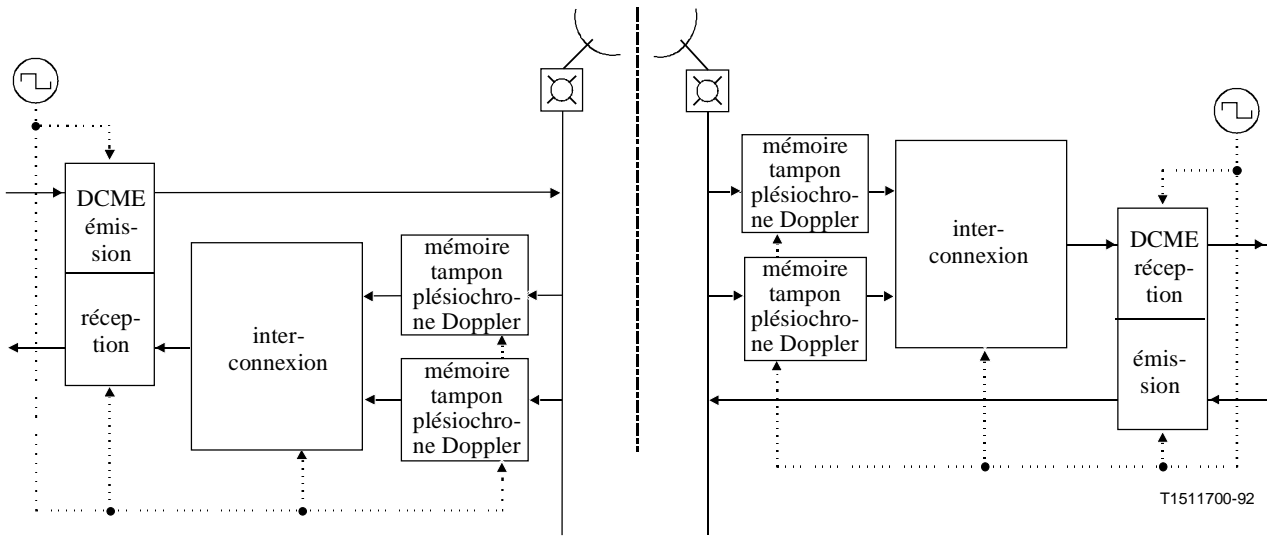 DCME
émis-
sion
récep-
tion
inter-
connexion
mémoire
tampon
plésiochro-
ne Doppler
mémoire
tampon
plésiochro-
ne Doppler
mémoire
tampon
plésiochro-
ne Doppler
mémoire
tampon
plésiochro-
ne Doppler
inter-
connexion
DCME
récep-
tion
émis-
sion
T1511700-92